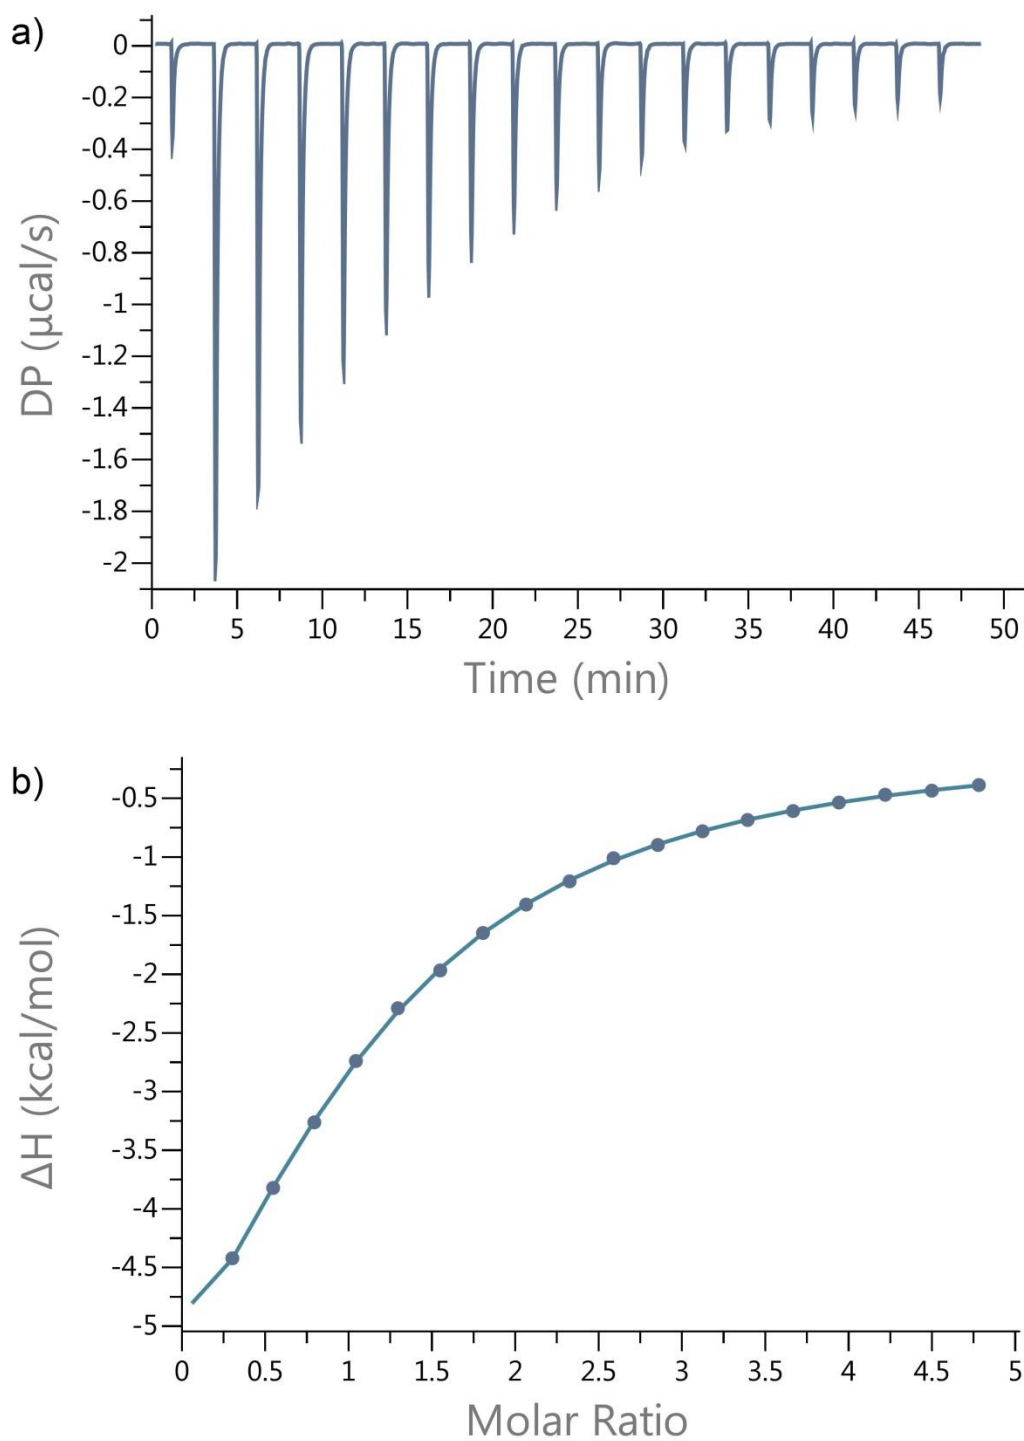 a)
0
-0.2
-0.4
-0.6
-0.8
-1
-1.2
-1.4
-1.6
-1.8
-2
DP (μcal/s)
0 5 10 15 20 25 30 35 40 45 50
Time (min)
b)
-0.5
-1
-1.5
-2
-2.5
-3
-3.5
-4
-4.5
-5
ΔH (kcal/mol)
0 0.5 1 1.5 2 2.5 3 3.5 4 4.5 5
Molar Ratio